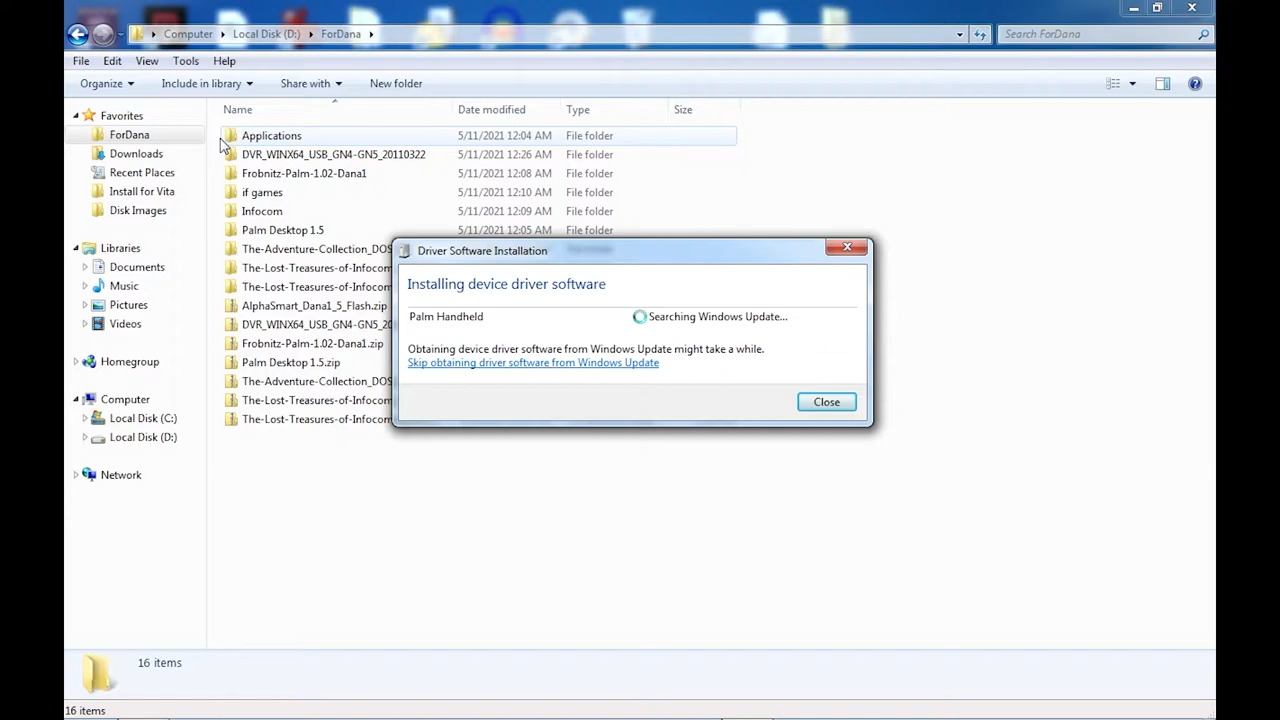 Computer Local Disk (D:) ForDana
Search ForDana
File Edit View Tools Help
Organize Include in library Share with New folder
Name Date modified Type Size
Favorites
ForDana
Downloads
Recent Places
Install for Vita
Disk Images
Libraries
Documents
Music
Pictures
Videos
Homegroup
Computer
Local Disk (C:)
Local Disk (D:)
Network
Applications 5/11/2021 12:04 AM File folder
DVR_WINX64_USB_GN4-GN5_20110322 5/11/2021 12:26 AM File folder
Frobnitz-Palm-1.02-Dana1 5/11/2021 12:08 AM File folder
if games 5/11/2021 12:10 AM File folder
Infocom 5/11/2021 12:09 AM File folder
Palm Desktop 1.5 5/11/2021 12:05 AM File folder
The-Adventure-Collection_DOS
The-Lost-Treasures-of-Infocom
The-Lost-Treasures-of-Infocom
AlphaSmart_Dana1_5_Flash.zip
DVR_WINX64_USB_GN4-GN5_20
Frobnitz-Palm-1.02-Dana1.zip
Palm Desktop 1.5.zip
The-Adventure-Collection_DOS
The-Lost-Treasures-of-Infocom
The-Lost-Treasures-of-Infocom
Driver Software Installation
Installing device driver software
Palm Handheld Searching Windows Update...
Obtaining device driver software from Windows Update might take a while.
Skip obtaining driver software from Windows Update
Close
16 items
16 items